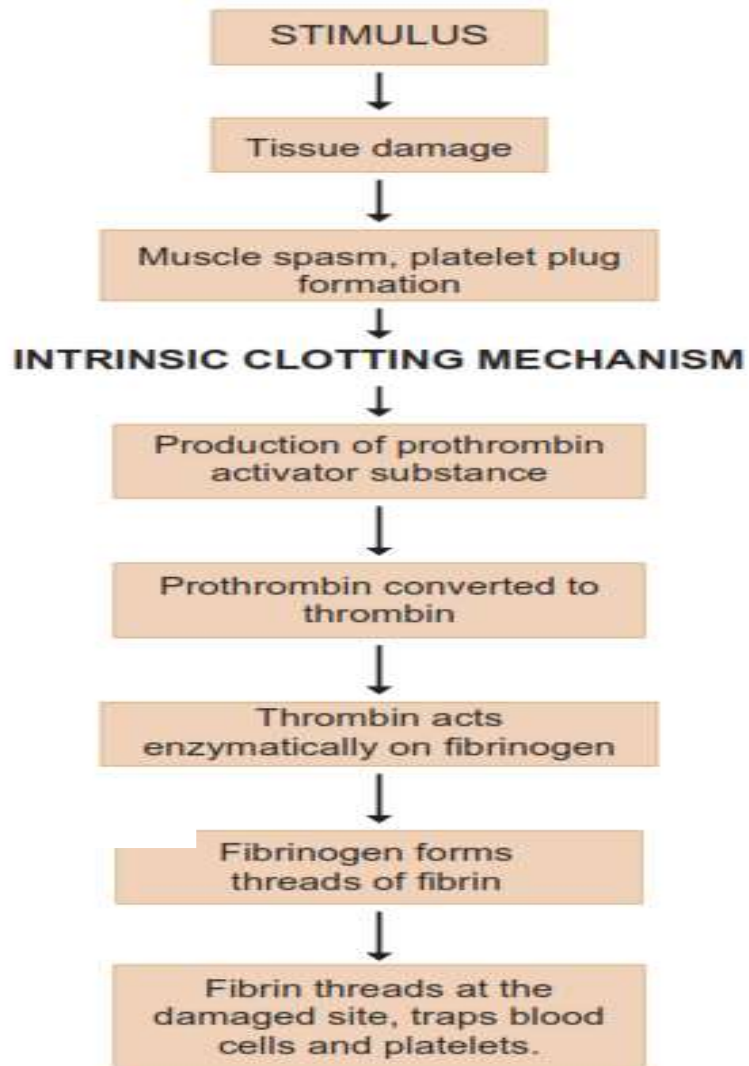 STIMULUS
Tissue damage
Muscle spasm, platelet plug
formation
INTRINSIC CLOTTING MECHANISM
Production of prothrombin
activator substance
Prothrombin converted to
thrombin
Thrombin acts
enzymatically on fibrinogen
Fibrinogen forms
threads of fibrin
Fibrin threads at the
damaged site, traps blood
cells and platelets.